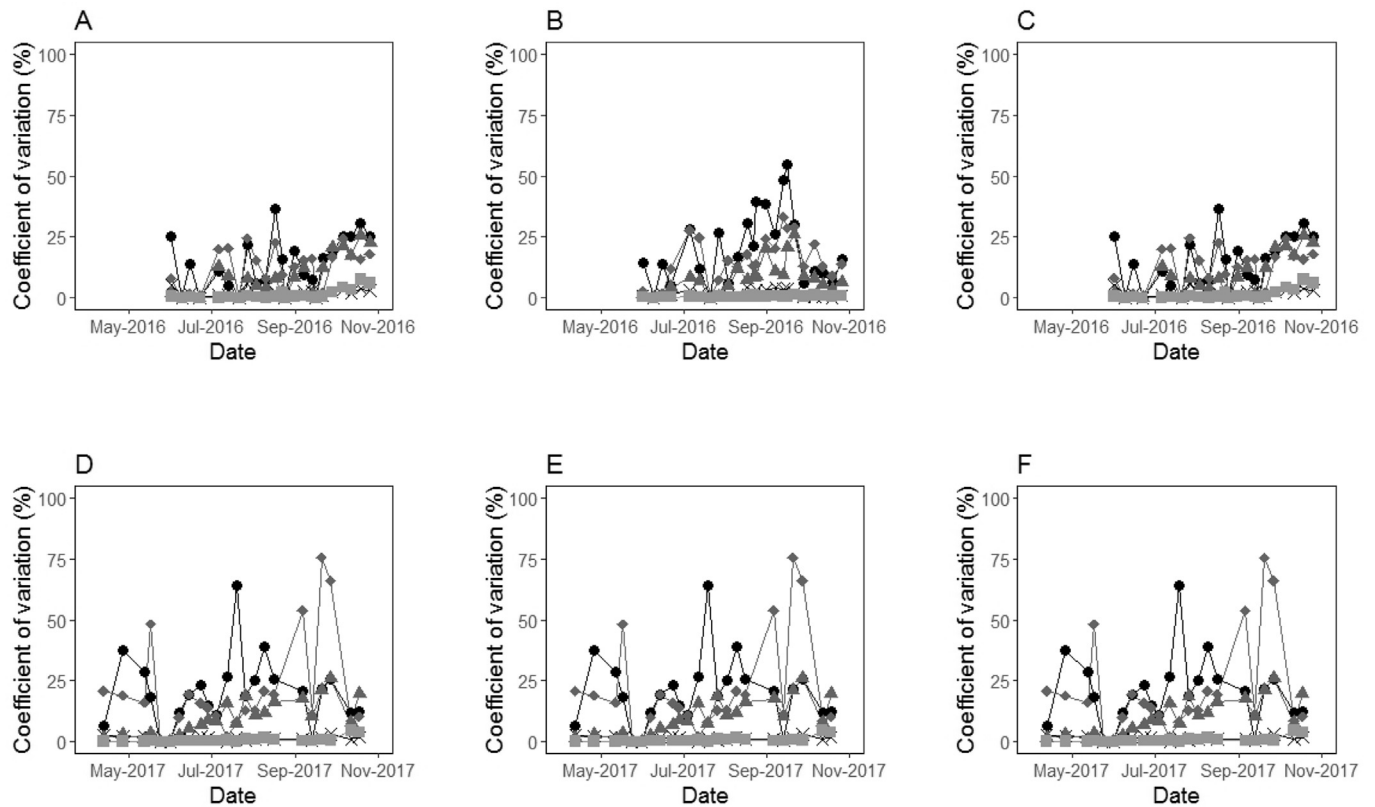 A
B
C
Coefficient of variation (%)
100
75
50
25
0
May-2016 Jul-2016 Sep-2016 Nov-2016
Date
Coefficient of variation (%)
100
75
50
25
0
May-2016 Jul-2016 Sep-2016 Nov-2016
Date
Coefficient of variation (%)
100
75
50
25
0
May-2016 Jul-2016 Sep-2016 Nov-2016
Date
D
E
F
Coefficient of variation (%)
100
75
50
25
0
May-2017 Jul-2017 Sep-2017 Nov-2017
Date
Coefficient of variation (%)
100
75
50
25
0
May-2017 Jul-2017 Sep-2017 Nov-2017
Date
Coefficient of variation (%)
100
75
50
25
0
May-2017 Jul-2017 Sep-2017 Nov-2017
Date